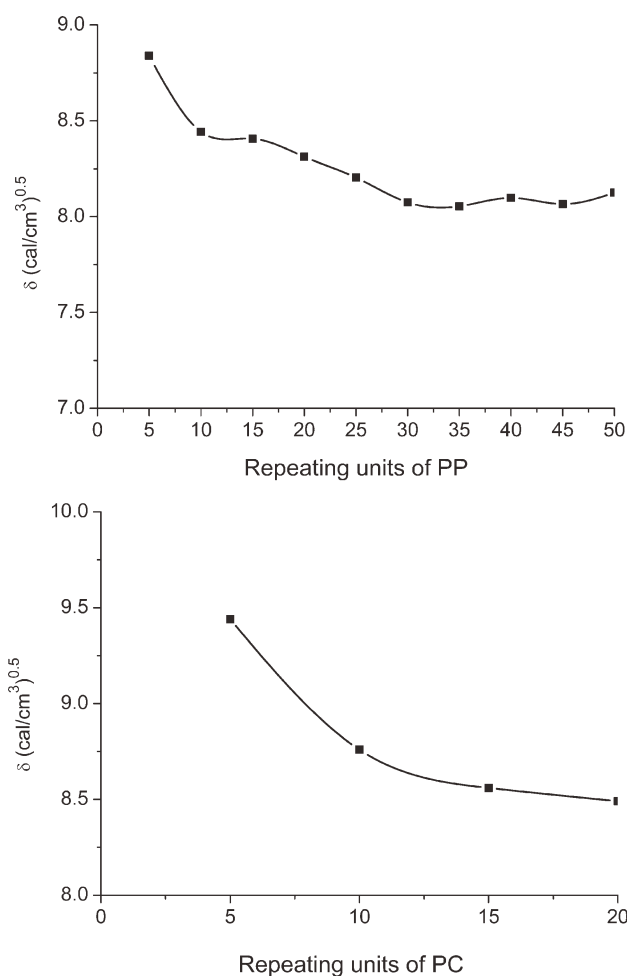 9.0
8.5
8.0
7.5
7.0
δ (cal/cm³)⁰·⁵
0 5 10 15 20 25 30 35 40 45 50
Repeating units of PP
10.0
9.5
9.0
8.5
8.0
δ (cal/cm³)⁰·⁵
0 5 10 15 20
Repeating units of PC